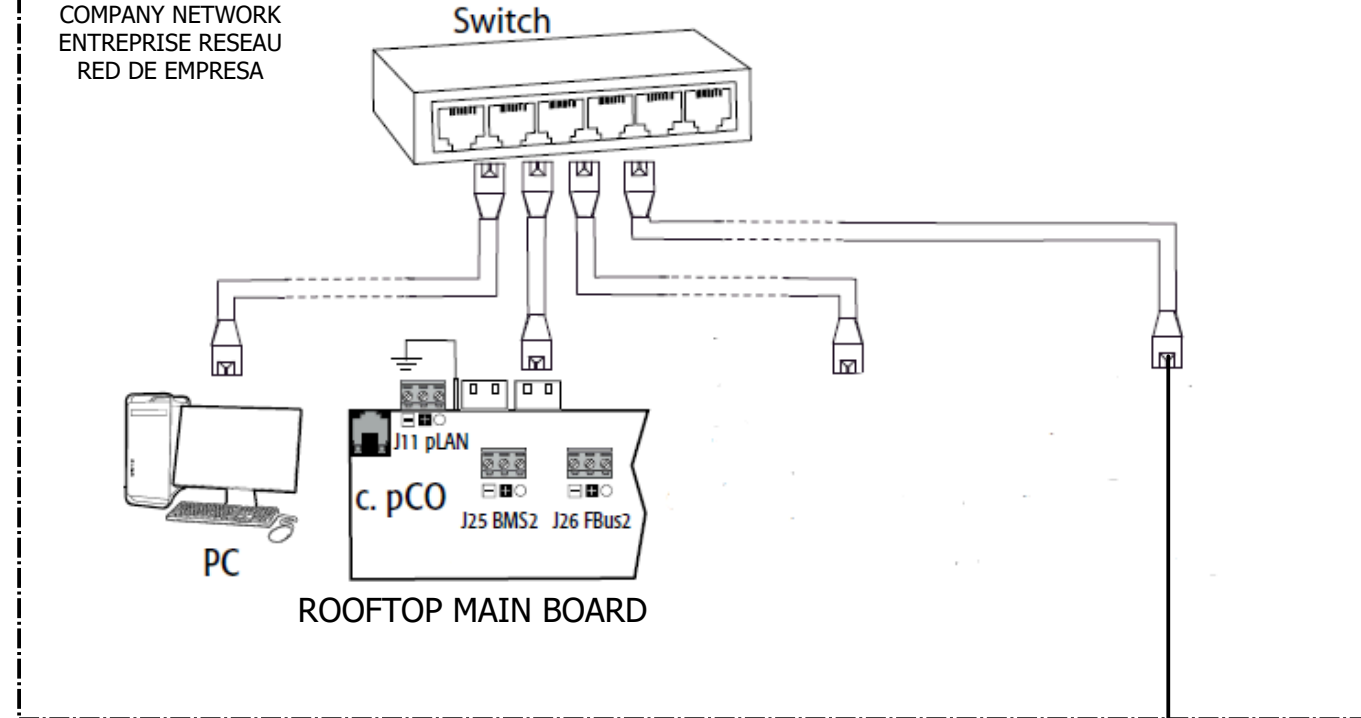 COMPANY NETWORK
ENTREPRISE RESEAU
RED DE EMPRESA
Switch
J11 pLAN
c. pCO
J25 BMS2
J26 FBus2
PC
ROOFTOP MAIN BOARD